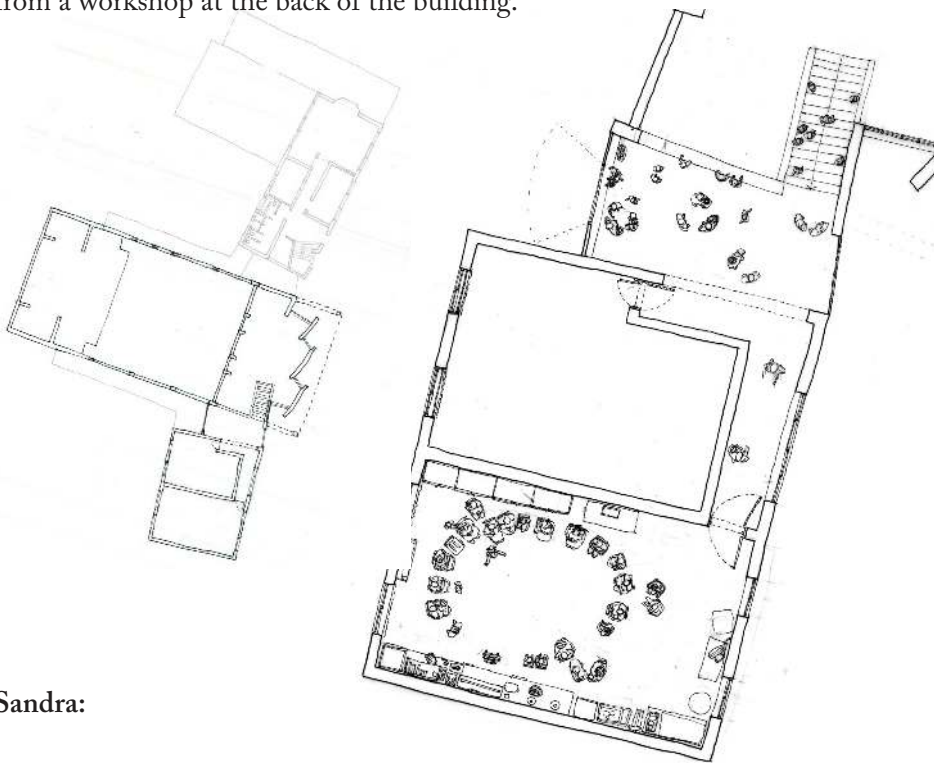 from a workshop at the back of the building.
Sandra: